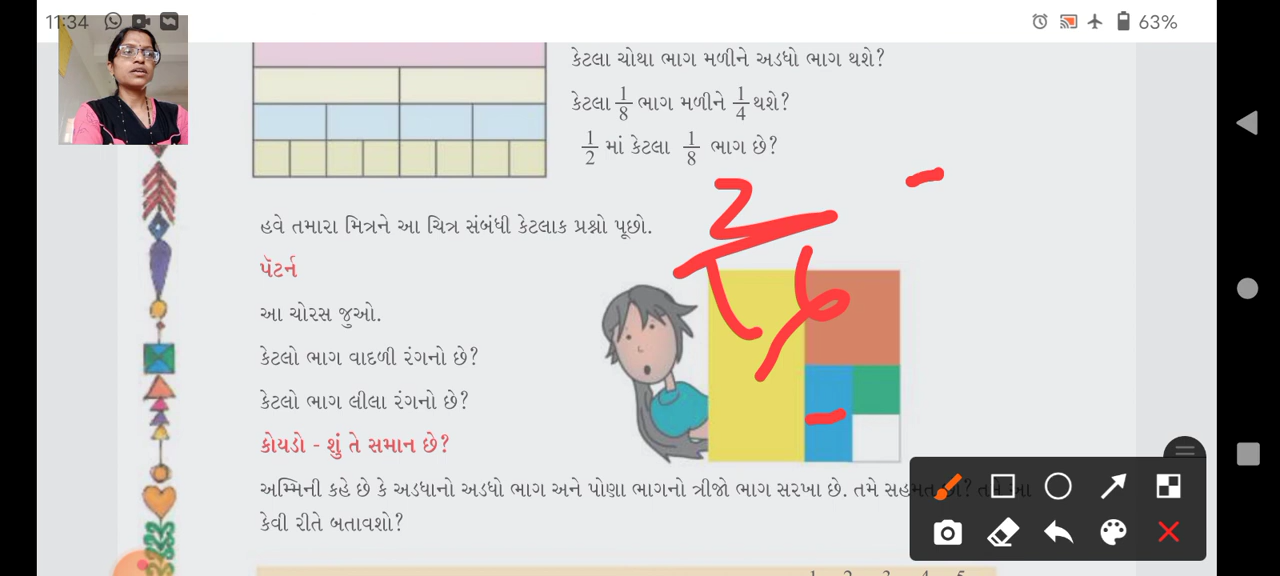 11:34
63%
કેટલા ચોથા ભાગ મળીને અડધો ભાગ થશે?
કેટલા 1/8 ભાગ મળીને 1/4 થશે?
1/2 માં કેટલા 1/8 ભાગ છે?
હવે તમારા મિત્રને આ ચિત્ર સંબંધી કેટલાક પ્રશ્નો પૂછો.
પૅટર્ન
આ ચોરસ જુઓ.
કેટલો ભાગ વાદળી રંગનો છે?
કેટલો ભાગ લીલા રંગનો છે?
કોયડો - શું તે સમાન છે?
અમ્મિની કહે છે કે અડધાનો અડધો ભાગ અને પોણા ભાગનો ત્રીજો ભાગ સરખા છે. તમે સહમત છો? તમે આ
કેવી રીતે બતાવશો?